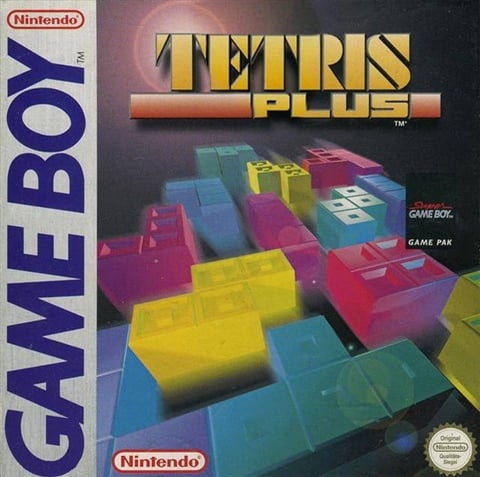 Nintendo
GAME BOY
TM
TETRIS
PLUS
TM
Super
GAME BOY
GAME PAK
Nintendo
Original
Nintendo
Qualitäts-
Siegel